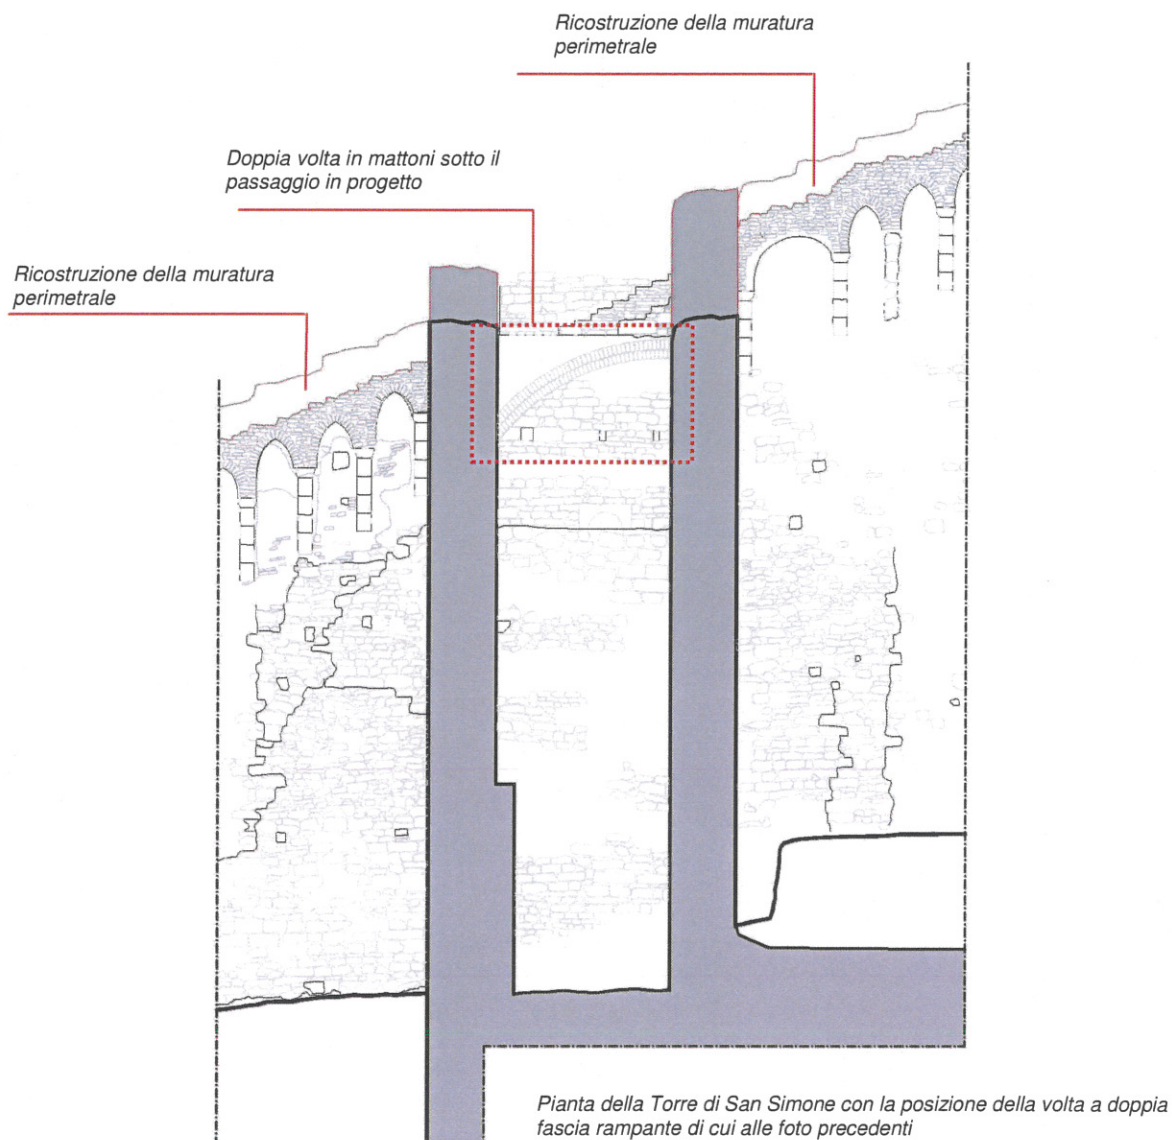 Ricostruzione della muratura
perimetrale
Doppia volta in mattoni sotto il
passaggio in progetto
Ricostruzione della muratura
perimetrale
Pianta della Torre di San Simone con la posizione della volta a doppia
fascia rampante di cui alle foto precedenti